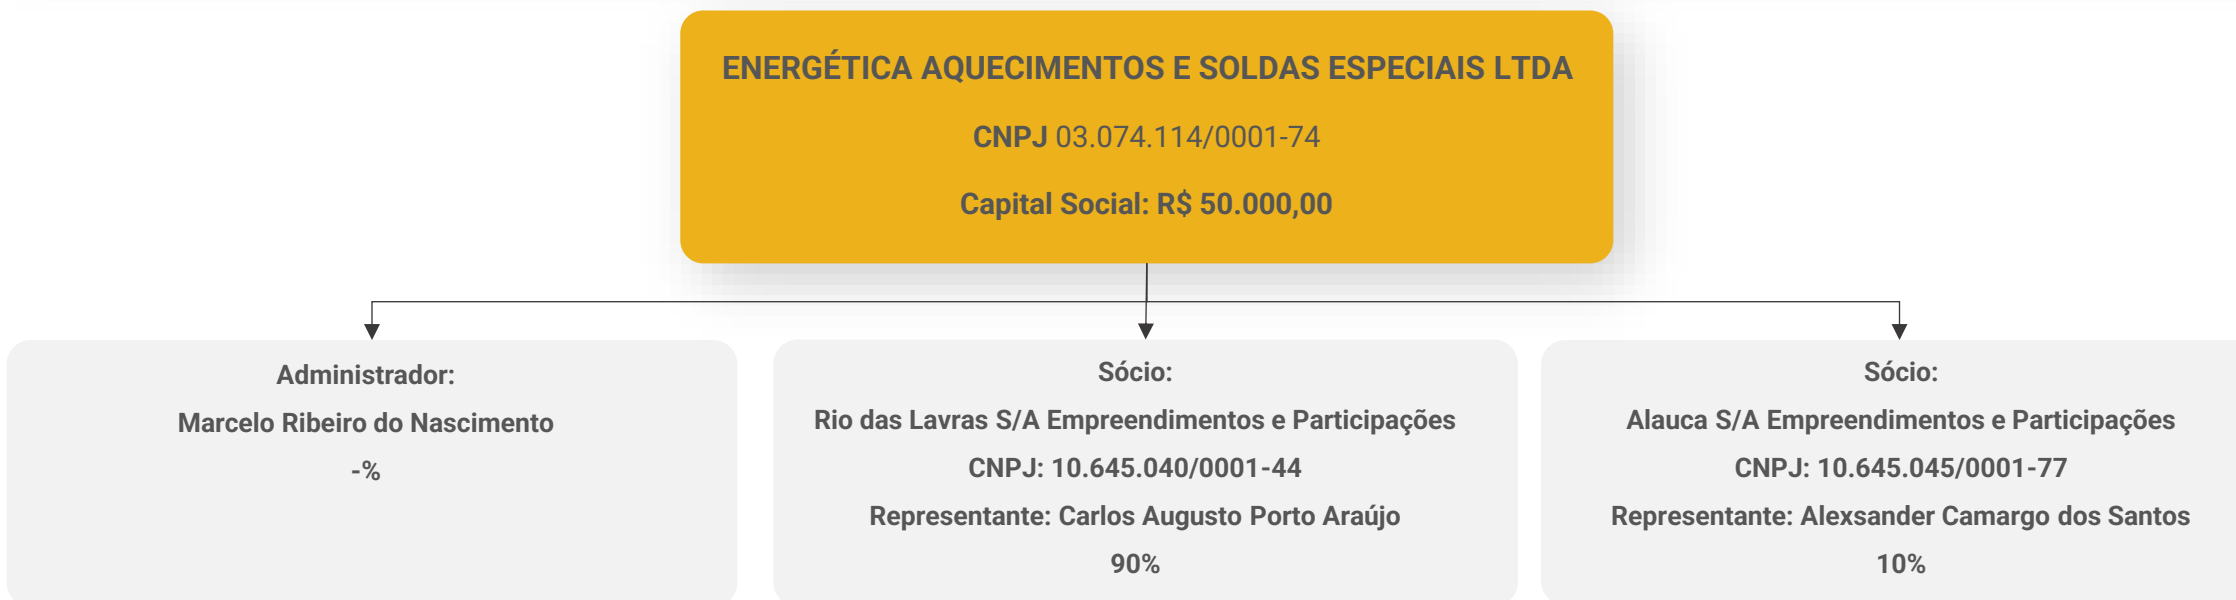 ENERGÉTICA AQUECIMENTOS E SOLDAS ESPECIAIS LTDA
CNPJ 03.074.114/0001-74
Capital Social: R$ 50.000,00
Administrador:
Marcelo Ribeiro do Nascimento
-%
Sócio:
Rio das Lavras S/A Empreendimentos e Participações
CNPJ: 10.645.040/0001-44
Representante: Carlos Augusto Porto Araújo
90%
Sócio:
Alauca S/A Empreendimentos e Participações
CNPJ: 10.645.045/0001-77
Representante: Alexsander Camargo dos Santos
10%